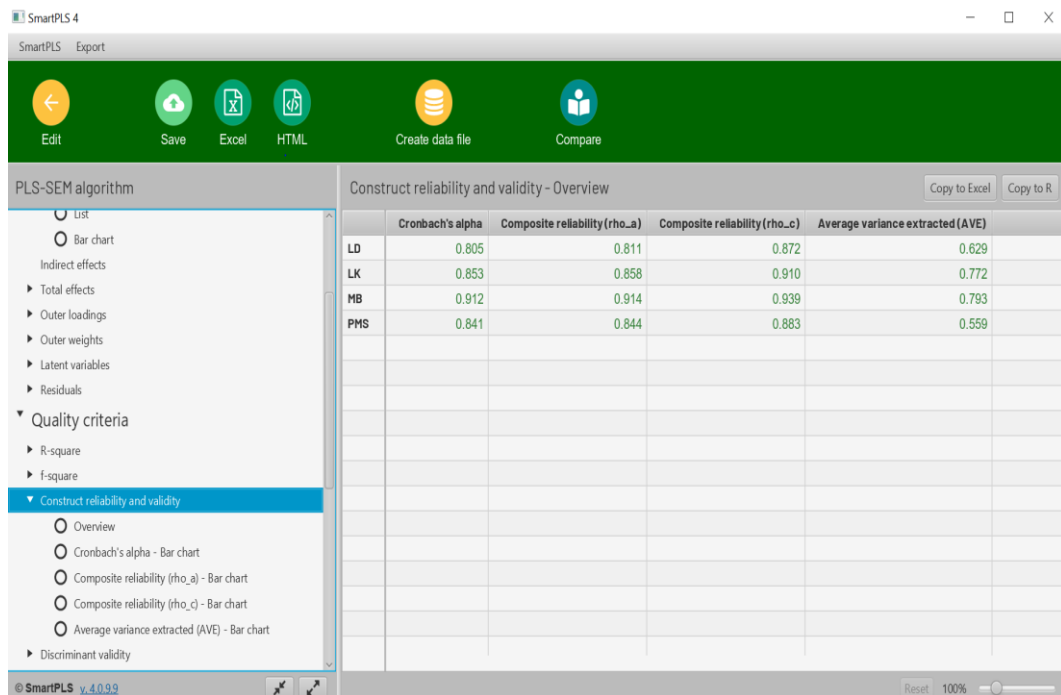 SmartPLS 4
SmartPLS Export
Edit Save Excel HTML Create data file Compare
PLS-SEM algorithm
List
Bar chart
Indirect effects
Total effects
Outer loadings
Outer weights
Latent variables
Residuals
Quality criteria
R-square
f-square
Construct reliability and validity
Overview
Cronbach's alpha - Bar chart
Composite reliability (rho_a) - Bar chart
Composite reliability (rho_c) - Bar chart
Average variance extracted (AVE) - Bar chart
Discriminant validity
© SmartPLS v. 4.0.9.9
Construct reliability and validity - Overview Copy to Excel Copy to R
Cronbach's alpha Composite reliability (rho_a) Composite reliability (rho_c) Average variance extracted (AVE)
LD 0.805 0.811 0.872 0.629
LK 0.853 0.858 0.910 0.772
MB 0.912 0.914 0.939 0.793
PMS 0.841 0.844 0.883 0.559
Reset 100%